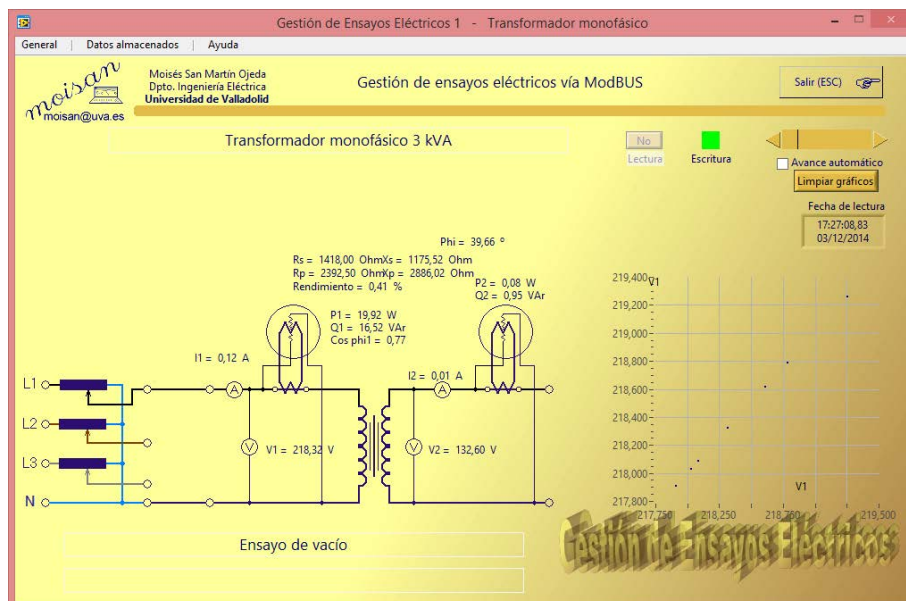 Gestión de Ensayos Eléctricos 1 - Transformador monofásico
General | Datos almacenados | Ayuda
moisan
moisan@uva.es
Moisés San Martín Ojeda
Dpto. Ingeniería Eléctrica
Universidad de Valladolid
Gestión de ensayos eléctricos vía ModBUS
Salir (ESC)
Transformador monofásico 3 kVA
No
Lectura
Escritura
Avance automático
Limpiar gráficos
Fecha de lectura
17:27:08,83
03/12/2014
Phi = 39,66 º
Rs = 1418,00 OhmXs = 1175,52 Ohm
Rp = 2392,50 OhmXp = 2886,02 Ohm
Rendimiento = 0,41 %
P2 = 0,08 W
Q2 = 0,95 VAr
P1 = 19,92 W
Q1 = 16,52 VAr
Cos phi1 = 0,77
I1 = 0,12 A
I2 = 0,01 A
A
A
L1
L2
L3
N
V
V1 = 218,32 V
V
V2 = 132,60 V
V1
219,400
219,200
219,000
218,800
218,600
218,400
218,200
218,000
217,800
V1
217,750
218,250
218,750
219,500
Ensayo de vacío
Gestión de Ensayos Eléctricos